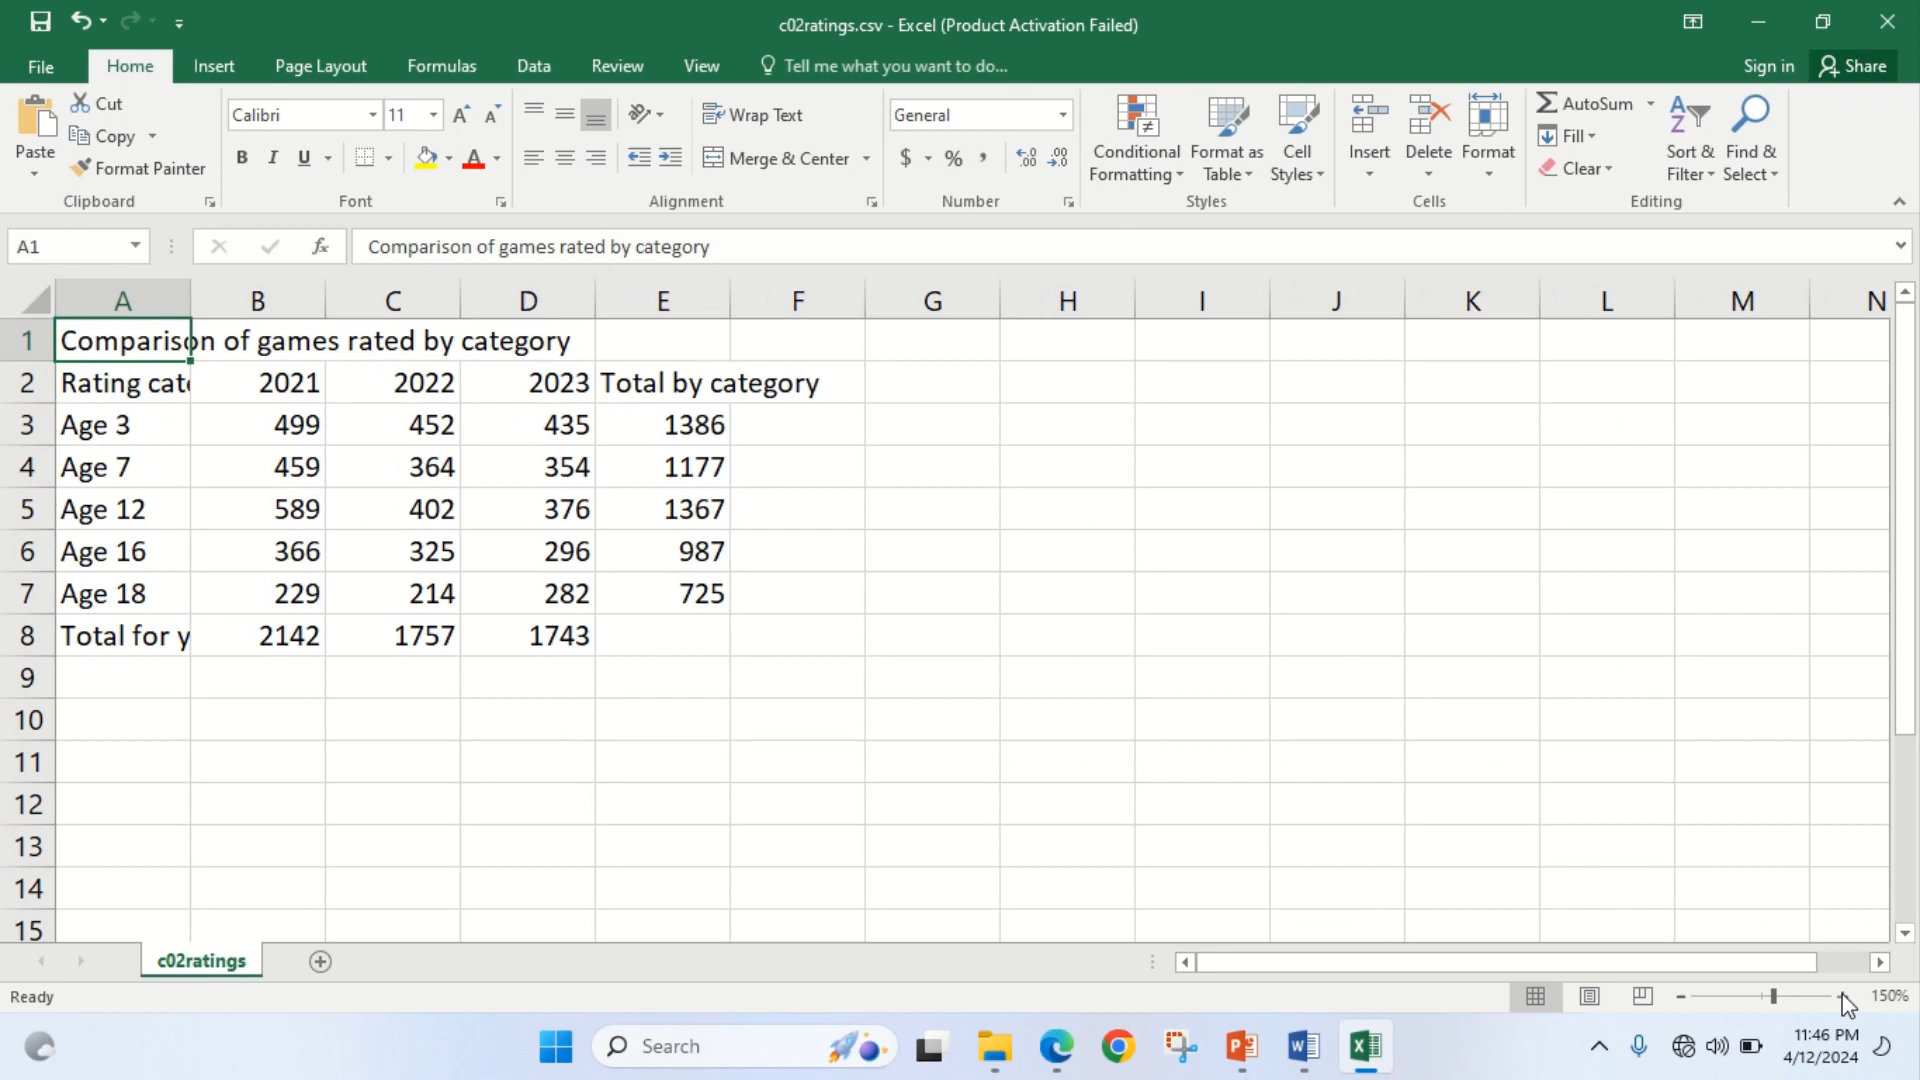 c02ratings.csv - Excel (Product Activation Failed)
File Home Insert Page Layout Formulas Data Review View Tell me what you want to do... Sign in Share
Paste Cut Copy Format Painter Clipboard
Calibri 11 A A B I U A Font
Wrap Text Merge & Center Alignment
General $ % , .00 .0 Number
Conditional Formatting Format as Table Cell Styles Styles
Insert Delete Format Cells
AutoSum Fill Clear Sort & Filter Find & Select Editing
A1 fx Comparison of games rated by category
A B C D E F G H I J K L M N
1 Comparison of games rated by category
2 Rating cat 2021 2022 2023 Total by category
3 Age 3 499 452 435 1386
4 Age 7 459 364 354 1177
5 Age 12 589 402 376 1367
6 Age 16 366 325 296 987
7 Age 18 229 214 282 725
8 Total for y 2142 1757 1743
9
10
11
12
13
14
15
c02ratings
Ready 150%
Search
11:46 PM
4/12/2024